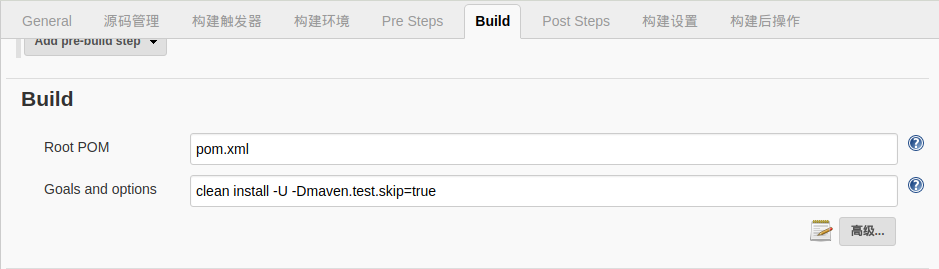 General 源码管理 构建触发器 构建环境 Pre Steps Build Post Steps 构建设置 构建后操作
Add pre-build step
Build
Root POM pom.xml
Goals and options clean install -U -Dmaven.test.skip=true
高级...